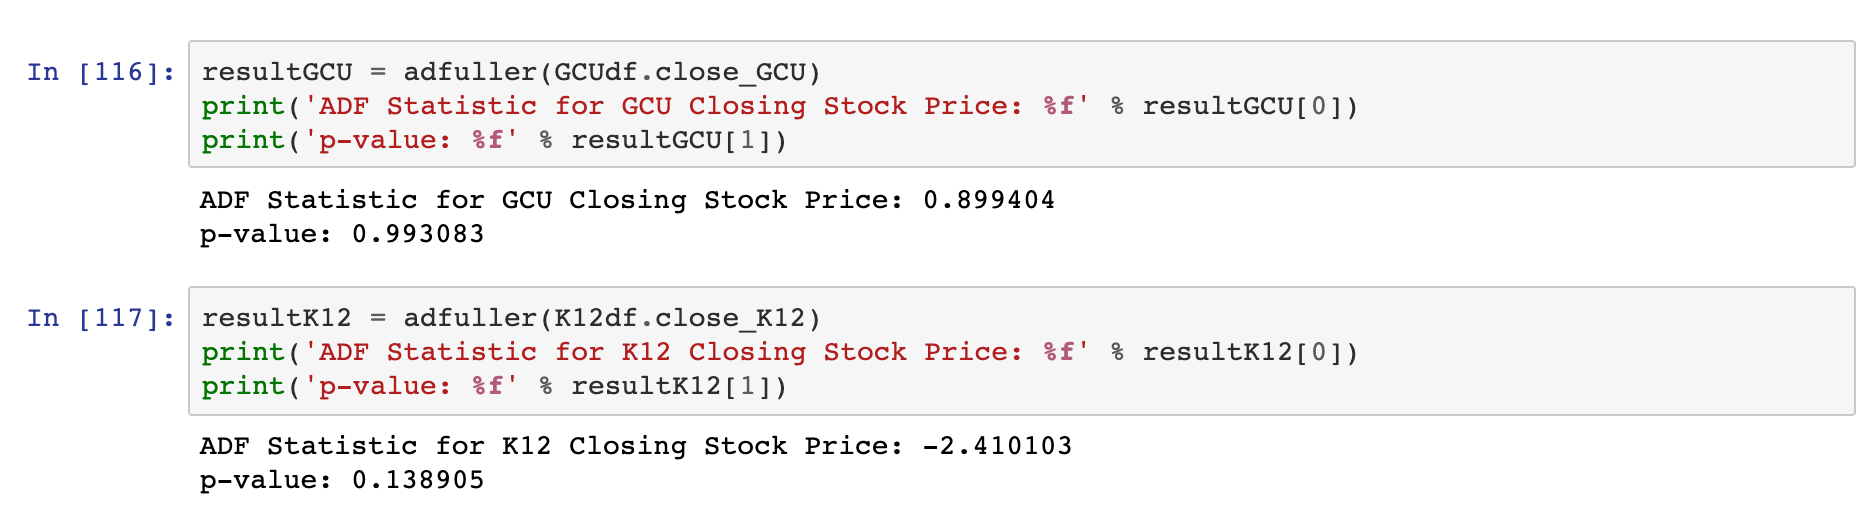 In [116]:
resultGCU = adfuller(GCUdf.close_GCU)
print('ADF Statistic for GCU Closing Stock Price: %f' % resultGCU[0])
print('p-value: %f' % resultGCU[1])
ADF Statistic for GCU Closing Stock Price: 0.899404
p-value: 0.993083
In [117]:
resultK12 = adfuller(K12df.close_K12)
print('ADF Statistic for K12 Closing Stock Price: %f' % resultK12[0])
print('p-value: %f' % resultK12[1])
ADF Statistic for K12 Closing Stock Price: -2.410103
p-value: 0.138905